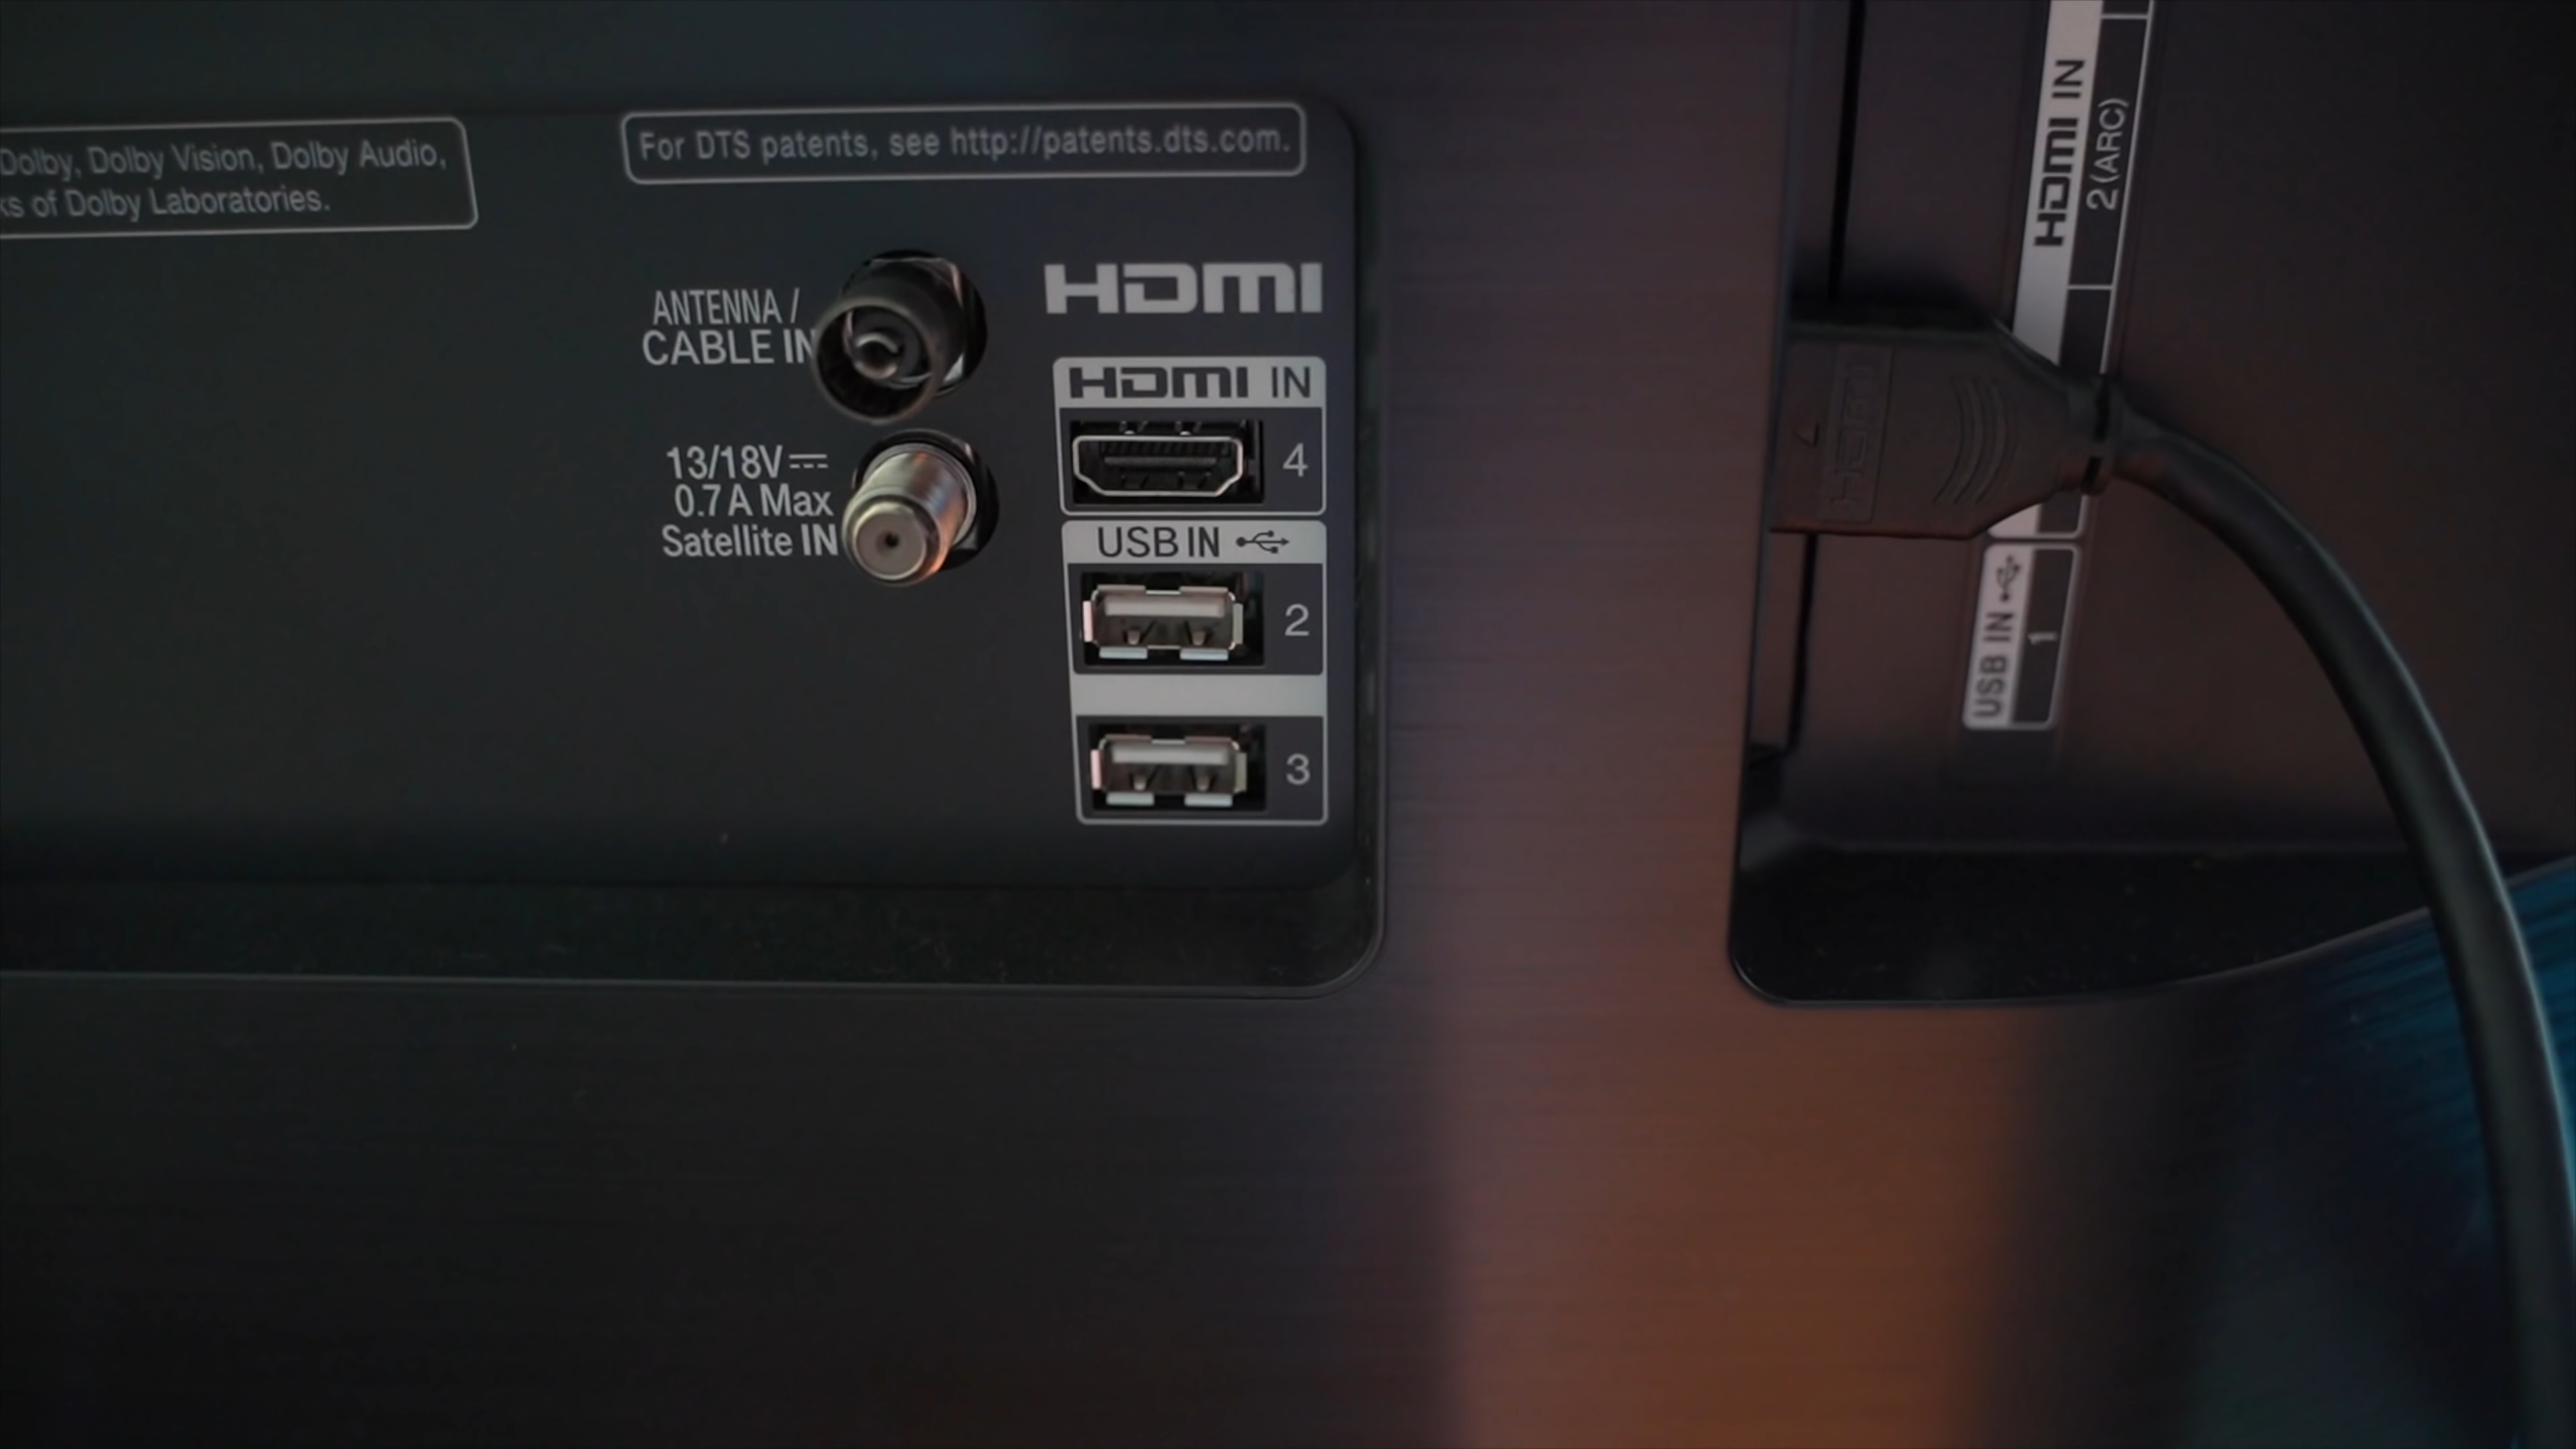 Dolby, Dolby Vision, Dolby Audio,
ks of Dolby Laboratories.
For DTS patents, see http://patents.dts.com.
ANTENNA /
CABLE IN
13/18V
0.7 A Max
Satellite IN
HDMI
HDMI IN
4
USB IN
2
3
HDMI IN
2(ARC)
HDMI
USB IN
1